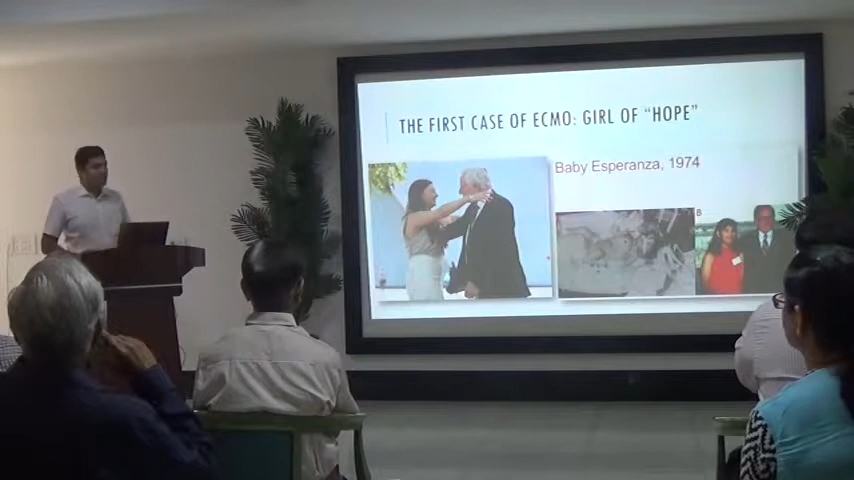 THE FIRST CASE OF ECMO: GIRL OF "HOPE"
Baby Esperanza, 1974
B